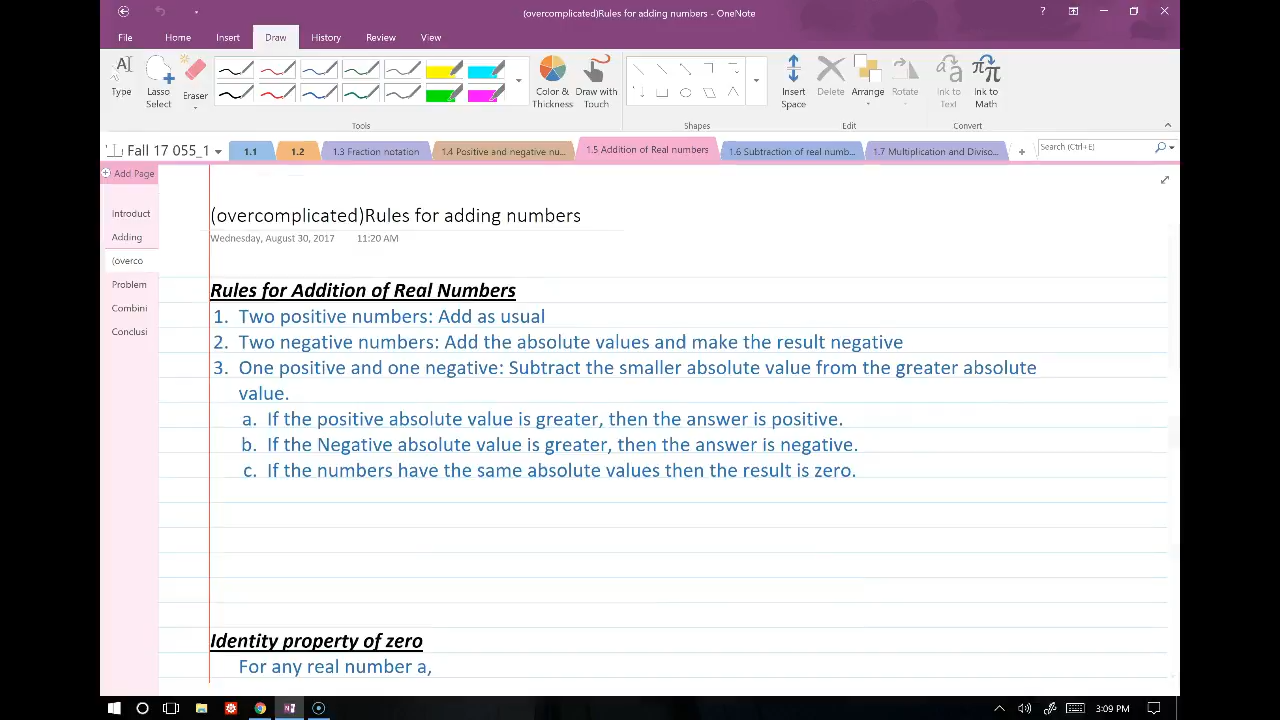 (overcomplicated)Rules for adding numbers - OneNote
?
File Home Insert Draw History Review View
Type
Lasso Select
Eraser
Color & Thickness
Draw with Touch
Insert Space
Delete
Arrange
Rotate
Ink to Text
Ink to Math
Tools Shapes Edit Convert
Fall 17 055_1 1.1 1.2 1.3 Fraction notation 1.4 Positive and negative nu... 1.5 Addition of Real numbers 1.6 Subtraction of real numb... 1.7 Multiplication and Diviso... Search (Ctrl+E)
Add Page
Introduct
Adding
(overco
Problem
Combini
Conclusi
(overcomplicated)Rules for adding numbers
Wednesday, August 30, 2017 11:20 AM
Rules for Addition of Real Numbers
1. Two positive numbers: Add as usual
2. Two negative numbers: Add the absolute values and make the result negative
3. One positive and one negative: Subtract the smaller absolute value from the greater absolute
value.
a. If the positive absolute value is greater, then the answer is positive.
b. If the Negative absolute value is greater, then the answer is negative.
c. If the numbers have the same absolute values then the result is zero.
Identity property of zero
For any real number a,
3:09 PM